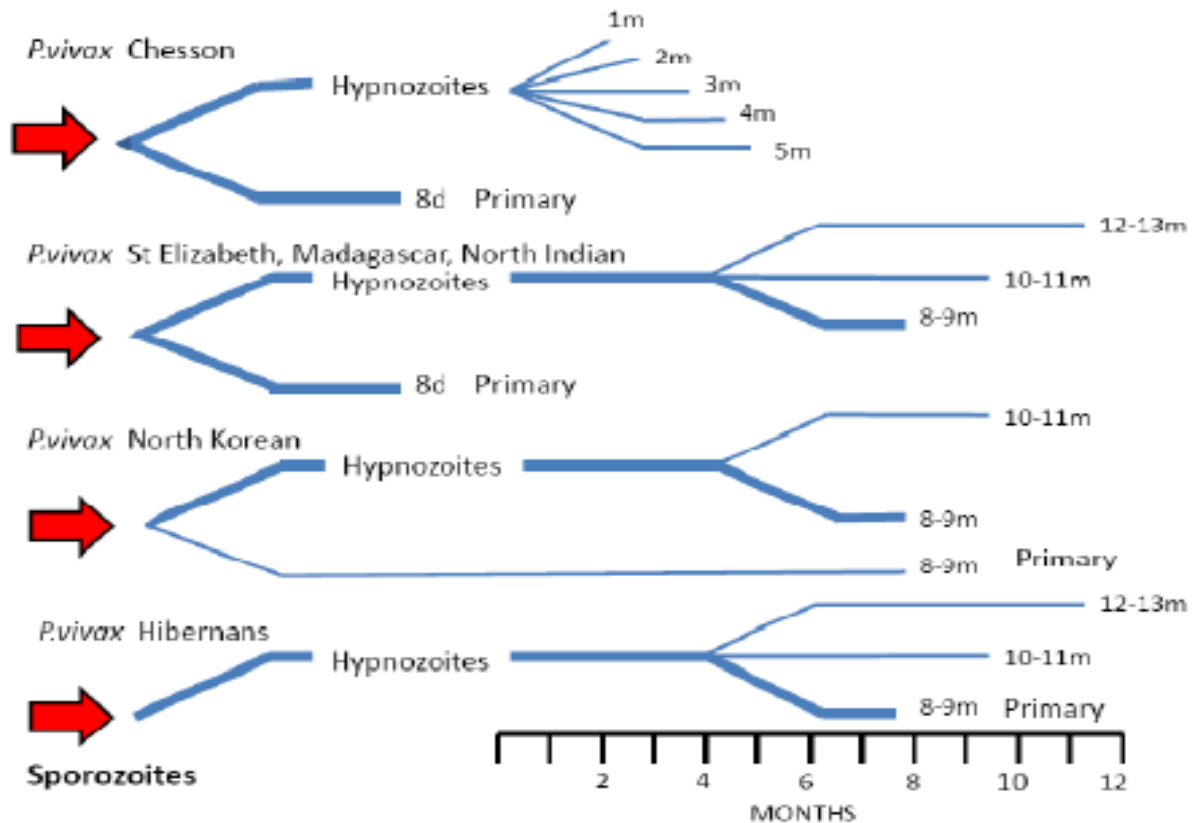 1m
P.vivax Chesson
2m
Hypnozoites
3m
4m
5m
8d Primary
12-13m
P.vivax St Elizabeth, Madagascar, North Indian
Hypnozoites
10-11m
8-9m
8d Primary
10-11m
P.vivax North Korean
Hypnozoites
8-9m
8-9m Primary
12-13m
P.vivax Hibernans
Hypnozoites
10-11m
8-9m Primary
Sporozoites
2 4 6 8 10 12
MONTHS